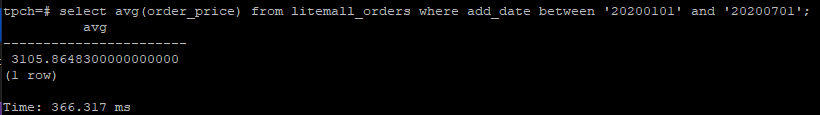 tpch=# select avg(order_price) from litemall_orders where add_date between '20200101' and '20200701';
avg
-----------------------
3105.8648300000000000
(1 row)
Time: 366.317 ms